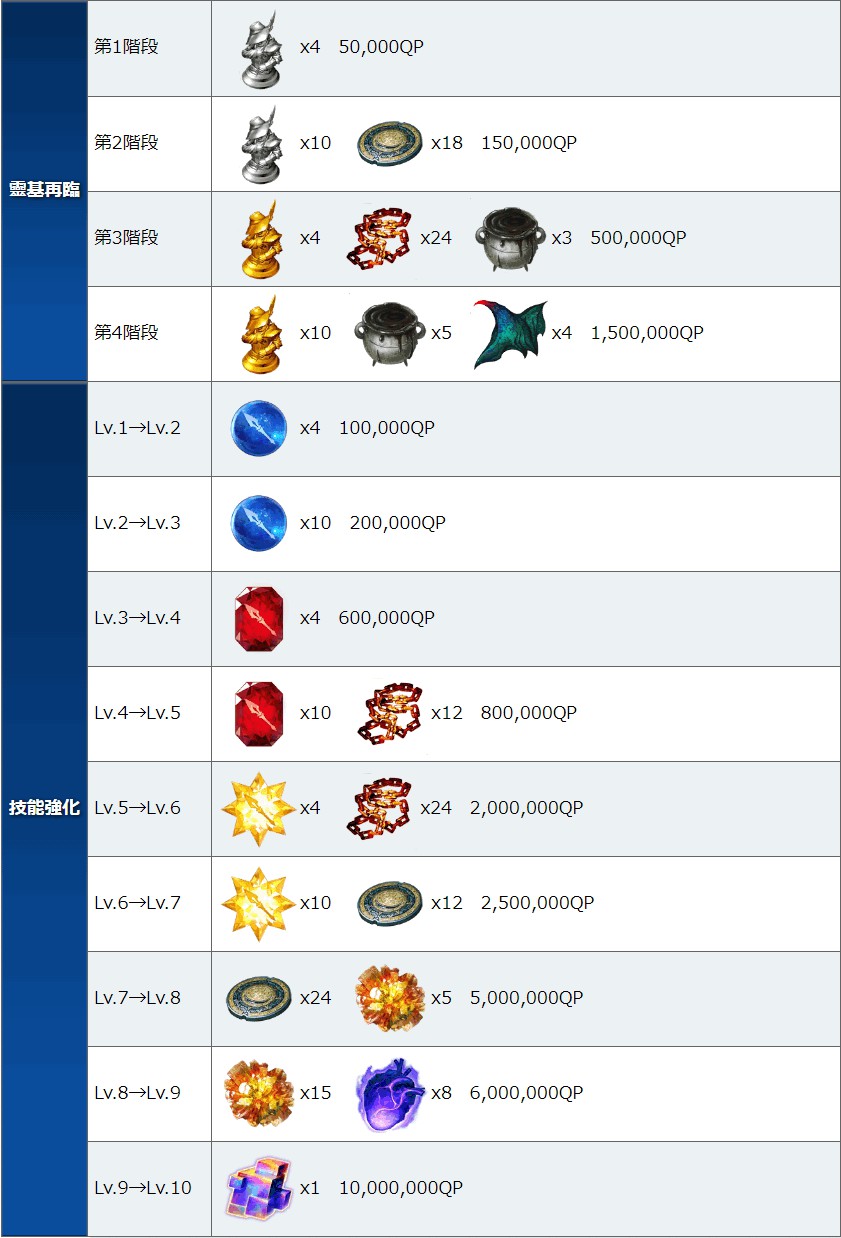 靈基再臨
第1階段 x4 50,000QP
第2階段 x10 x18 150,000QP
第3階段 x4 x24 x3 500,000QP
第4階段 x10 x5 x4 1,500,000QP
技能強化
Lv.1→Lv.2 x4 100,000QP
Lv.2→Lv.3 x10 200,000QP
Lv.3→Lv.4 x4 600,000QP
Lv.4→Lv.5 x10 x12 800,000QP
Lv.5→Lv.6 x4 x24 2,000,000QP
Lv.6→Lv.7 x10 x12 2,500,000QP
Lv.7→Lv.8 x24 x5 5,000,000QP
Lv.8→Lv.9 x15 x8 6,000,000QP
Lv.9→Lv.10 x1 10,000,000QP